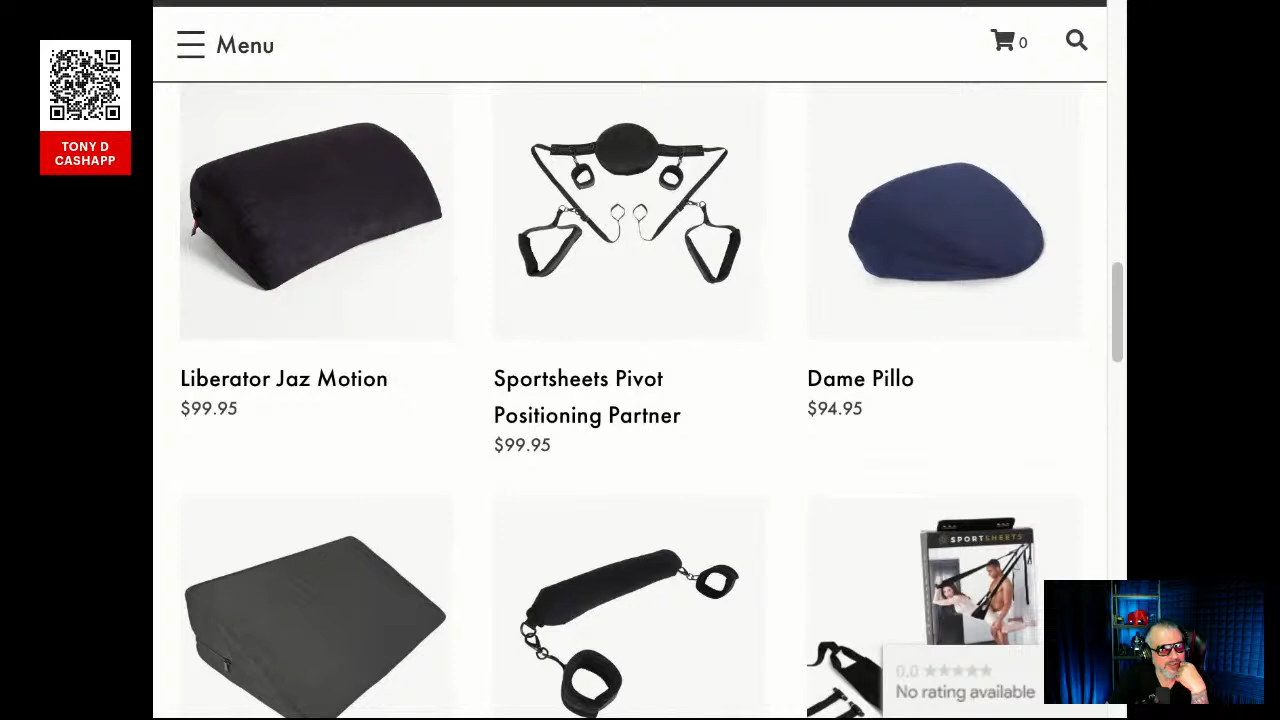 Menu
0
TONY D
CASHAPP
Liberator Jaz Motion
$99.95
Sportsheets Pivot
Positioning Partner
$99.95
Dame Pillo
$94.95
SPORTSHEETS
0.0
No rating available